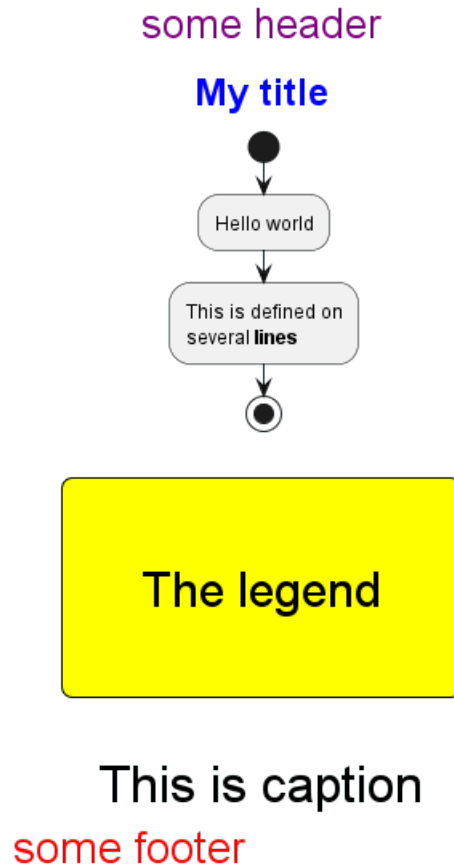 some header
My title
Hello world
This is defined on
several lines
The legend
This is caption
some footer